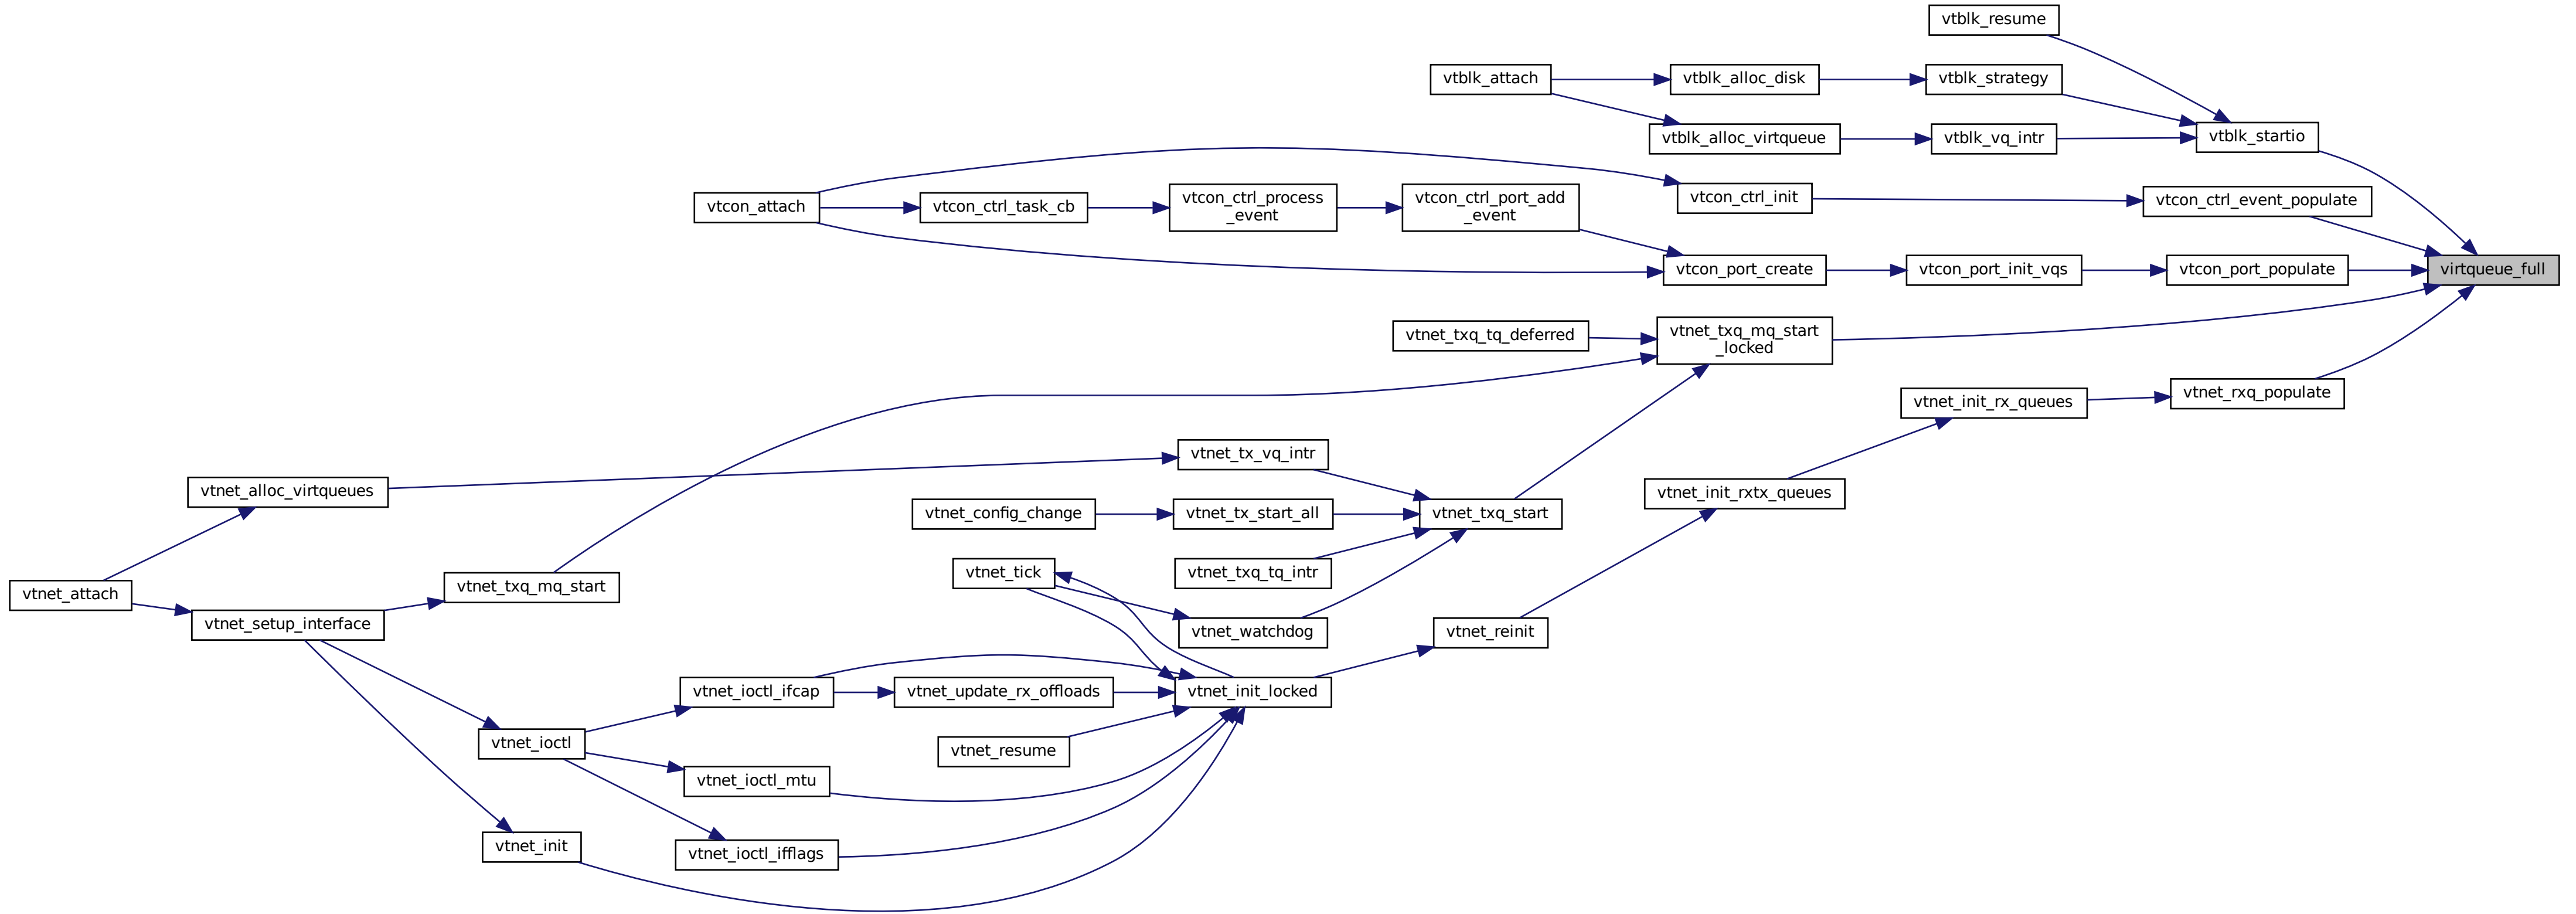 vtblk_resume
vtblk_attach
vtblk_alloc_disk
vtblk_strategy
vtblk_alloc_virtqueue
vtblk_vq_intr
vtblk_startio
vtcon_attach
vtcon_ctrl_task_cb
vtcon_ctrl_process
_event
vtcon_ctrl_port_add
_event
vtcon_ctrl_init
vtcon_ctrl_event_populate
vtcon_port_create
vtcon_port_init_vqs
vtcon_port_populate
virtqueue_full
vtnet_txq_tq_deferred
vtnet_txq_mq_start
_locked
vtnet_init_rx_queues
vtnet_rxq_populate
vtnet_tx_vq_intr
vtnet_alloc_virtqueues
vtnet_init_rxtx_queues
vtnet_config_change
vtnet_tx_start_all
vtnet_txq_start
vtnet_tick
vtnet_txq_tq_intr
vtnet_attach
vtnet_txq_mq_start
vtnet_setup_interface
vtnet_watchdog
vtnet_reinit
vtnet_ioctl_ifcap
vtnet_update_rx_offloads
vtnet_init_locked
vtnet_ioctl
vtnet_resume
vtnet_ioctl_mtu
vtnet_init
vtnet_ioctl_ifflags